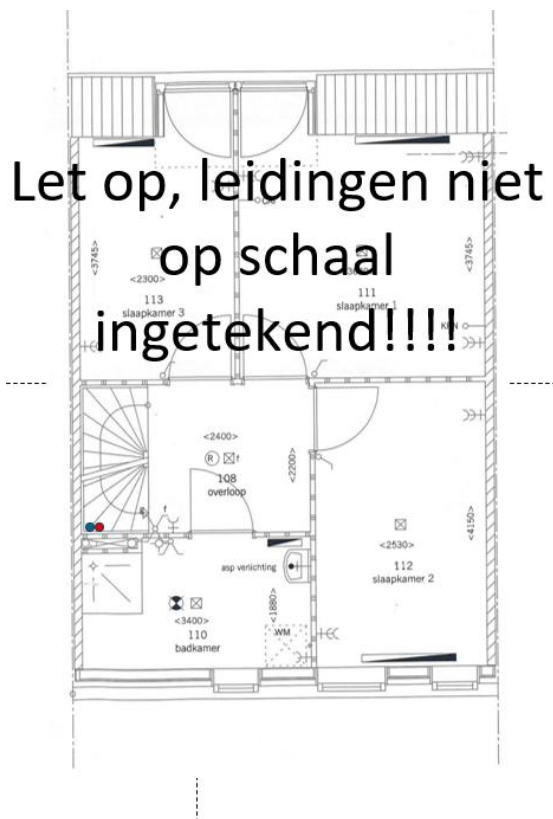 Let op, leidingen niet
op schaal
ingetekend!!!!
<3745>
<3745>
<2300>
113
slaapkamer 3
111
slaapkamer 1
<2400>
R
f
108
overloop
<2200>
f
<2530>
112
slaapkamer 2
<4150>
asp verlichting
<3400>
110
badkamer
<1880>
WM